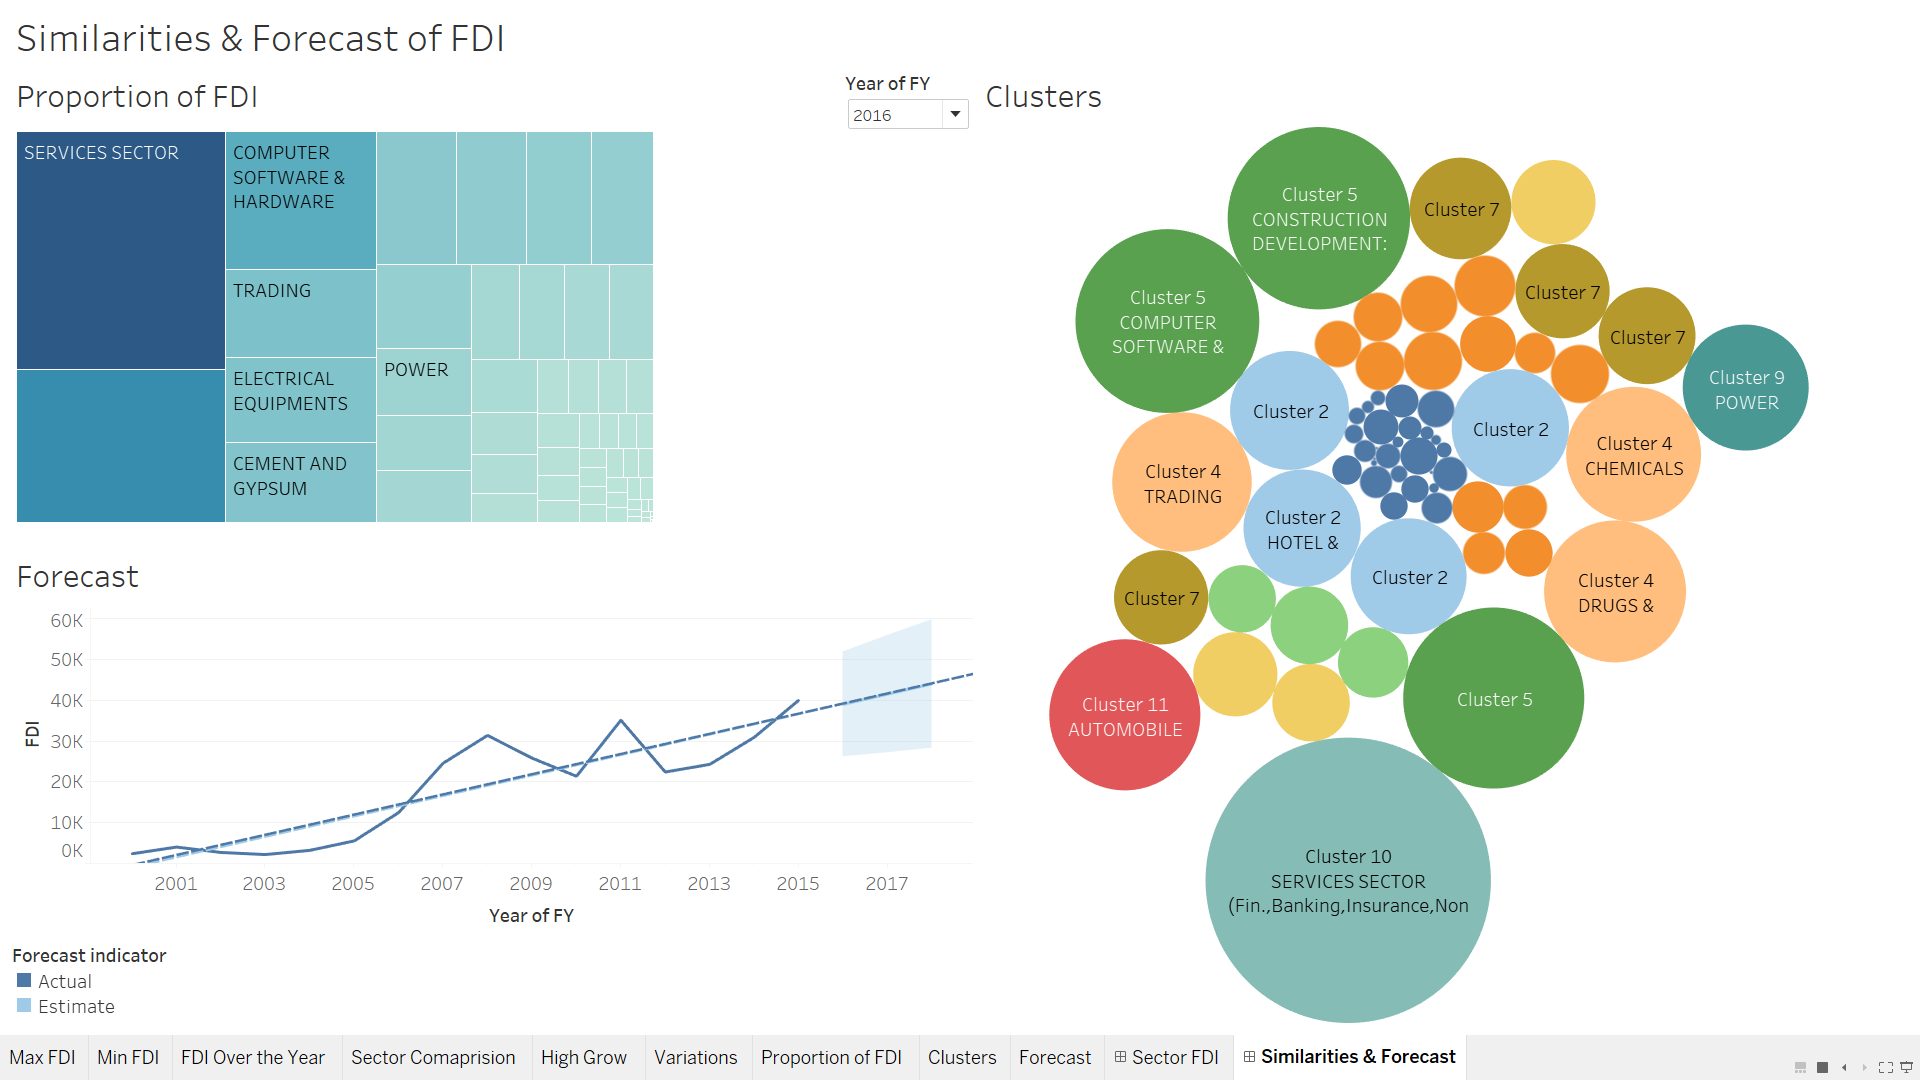 Similarities & Forecast of FDI
Proportion of FDI
Year of FY
2016
SERVICES SECTOR
COMPUTER
SOFTWARE &
HARDWARE
TRADING
ELECTRICAL
EQUIPMENTS
CEMENT AND
GYPSUM
POWER
Clusters
Cluster 5
CONSTRUCTION
DEVELOPMENT:
Cluster 7
Cluster 5
COMPUTER
SOFTWARE &
Cluster 7
Cluster 7
Cluster 9
POWER
Cluster 2
Cluster 2
Cluster 4
CHEMICALS
Cluster 4
TRADING
Cluster 2
HOTEL &
Cluster 2
Cluster 4
DRUGS &
Cluster 7
Cluster 11
AUTOMOBILE
Cluster 5
Cluster 10
SERVICES SECTOR
(Fin.,Banking,Insurance,Non
Forecast
60K
50K
40K
30K
20K
10K
0K
FDI
2001 2003 2005 2007 2009 2011 2013 2015 2017
Year of FY
Forecast indicator
Actual
Estimate
Max FDI Min FDI FDI Over the Year Sector Comaprision High Grow Variations Proportion of FDI Clusters Forecast Sector FDI Similarities & Forecast